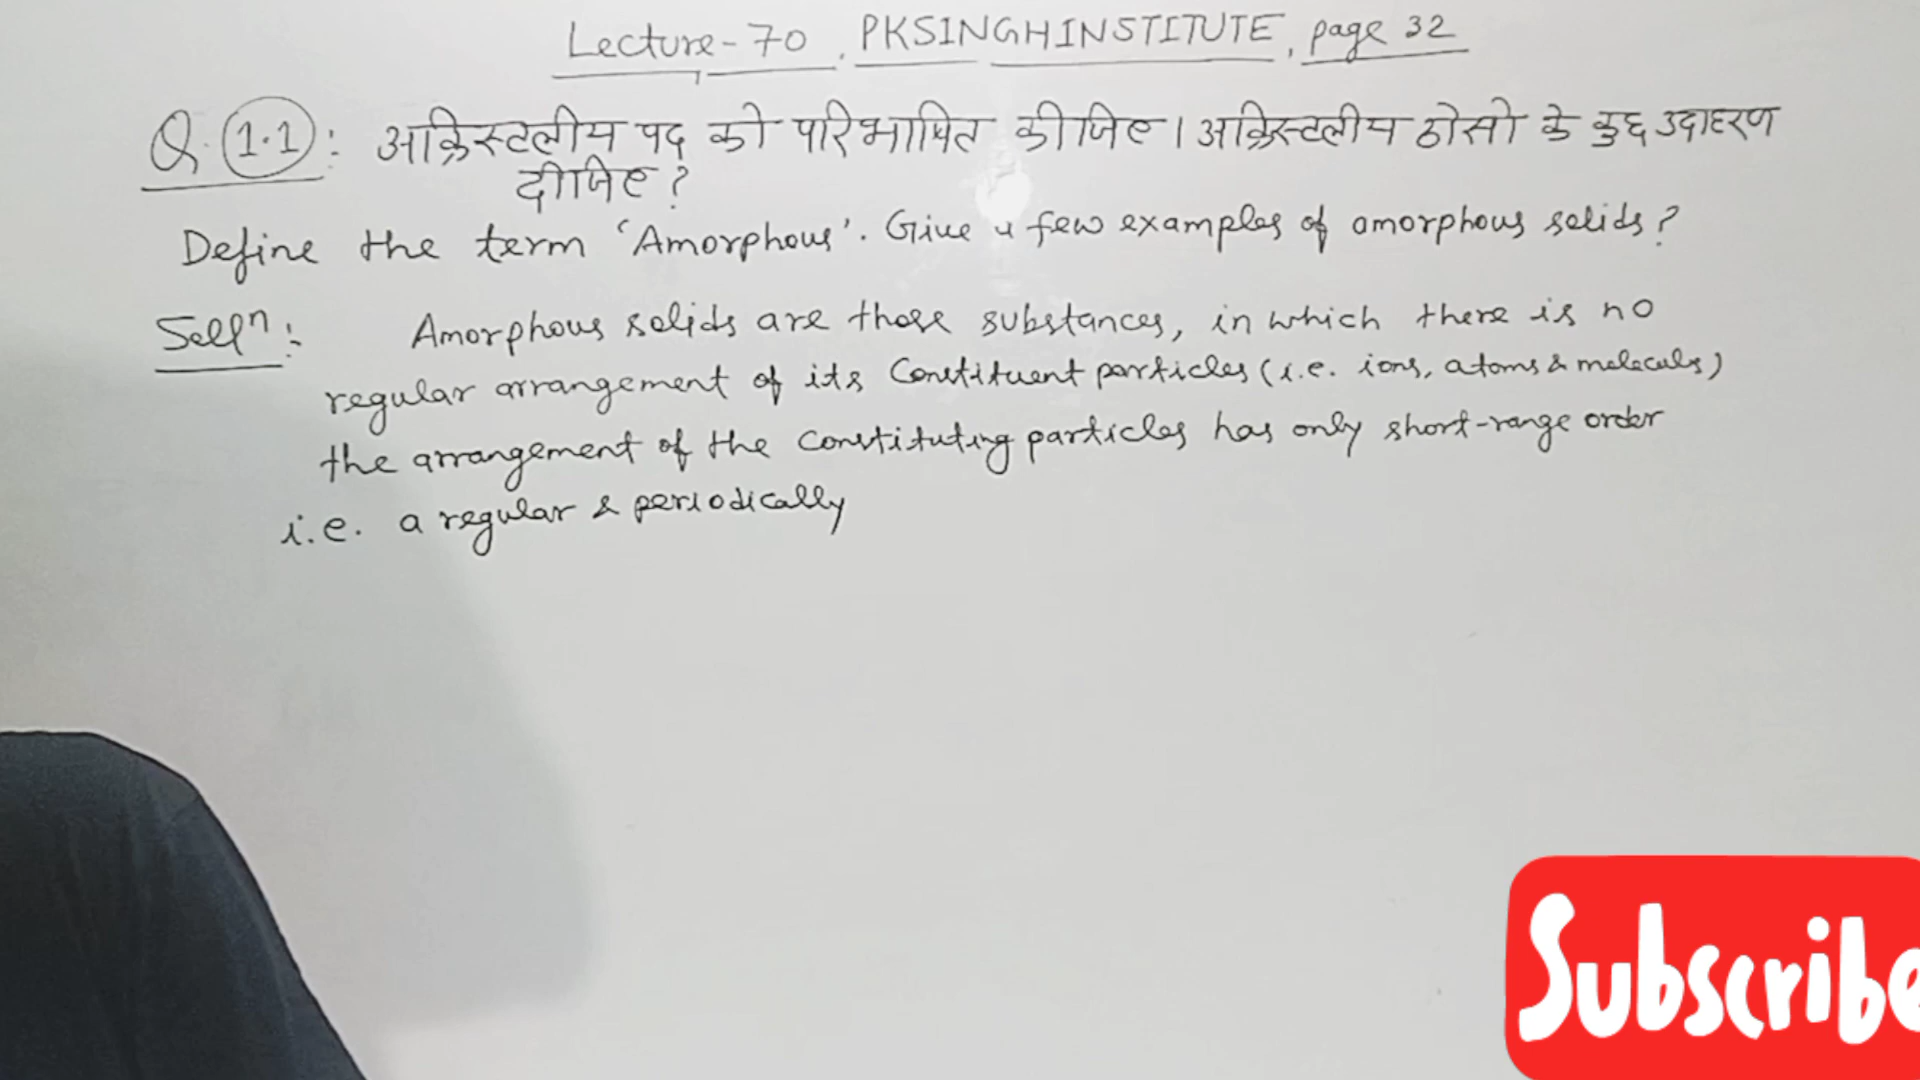 Lecture-70, PKSINGHINSTITUTE, page 32
Q.(1.1): अक्रिस्टलीय पद को परिभाषित कीजिए। अक्रिस्टलीय ठोसो के कुछ उदाहरण
दीजिए?
Define the term 'Amorphous'. Give a few examples of amorphous solids?
Solⁿ: Amorphous solids are those substances, in which there is no
regular arrangement of its Constituent particles (i.e. ions, atoms & molecules)
the arrangement of the constituting particles has only short-range order
i.e. a regular & periodically
Subscribe